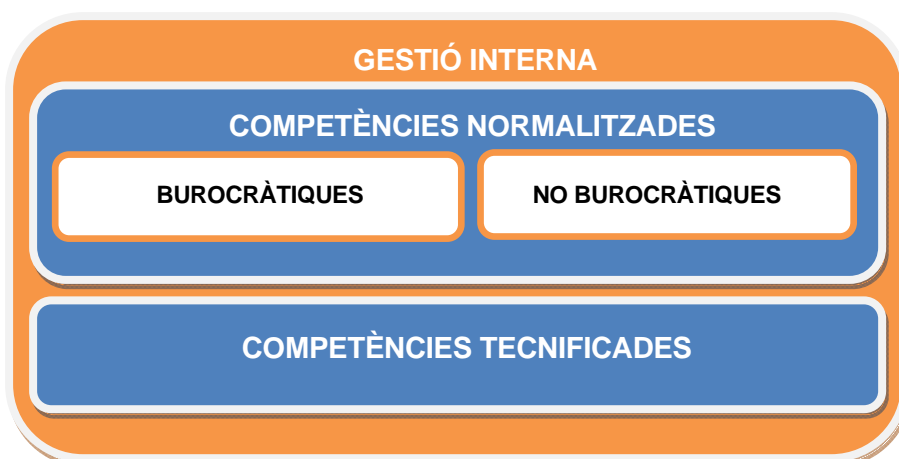 GESTIÓ INTERNA
COMPETÈNCIES NORMALITZADES
BUROCRÀTIQUES
NO BUROCRÀTIQUES
COMPETÈNCIES TECNIFICADES